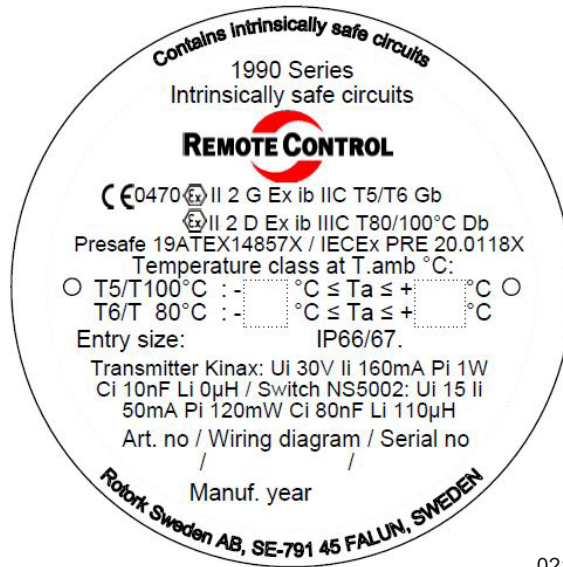 Contains intrinsically safe circuits
1990 Series
Intrinsically safe circuits
REMOTE CONTROL
CE0470 Ex II 2 G Ex ib IIC T5/T6 Gb
Ex II 2 D Ex ib IIIC T80/100°C Db
Presafe 19ATEX14857X / IECEx PRE 20.0118X
Temperature class at T.amb °C:
T5/T100°C : - °C ≤ Ta ≤ + °C
T6/T 80°C : - °C ≤ Ta ≤ + °C
Entry size: IP66/67.
Transmitter Kinax: Ui 30V Ii 160mA Pi 1W
Ci 10nF Li 0µH / Switch NS5002: Ui 15 Ii
50mA Pi 120mW Ci 80nF Li 110µH
Art. no / Wiring diagram / Serial no
/ /
Manuf. year
Rotork Sweden AB, SE-791 45 FALUN, SWEDEN